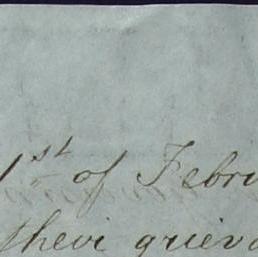 1st of Febru
their grieva